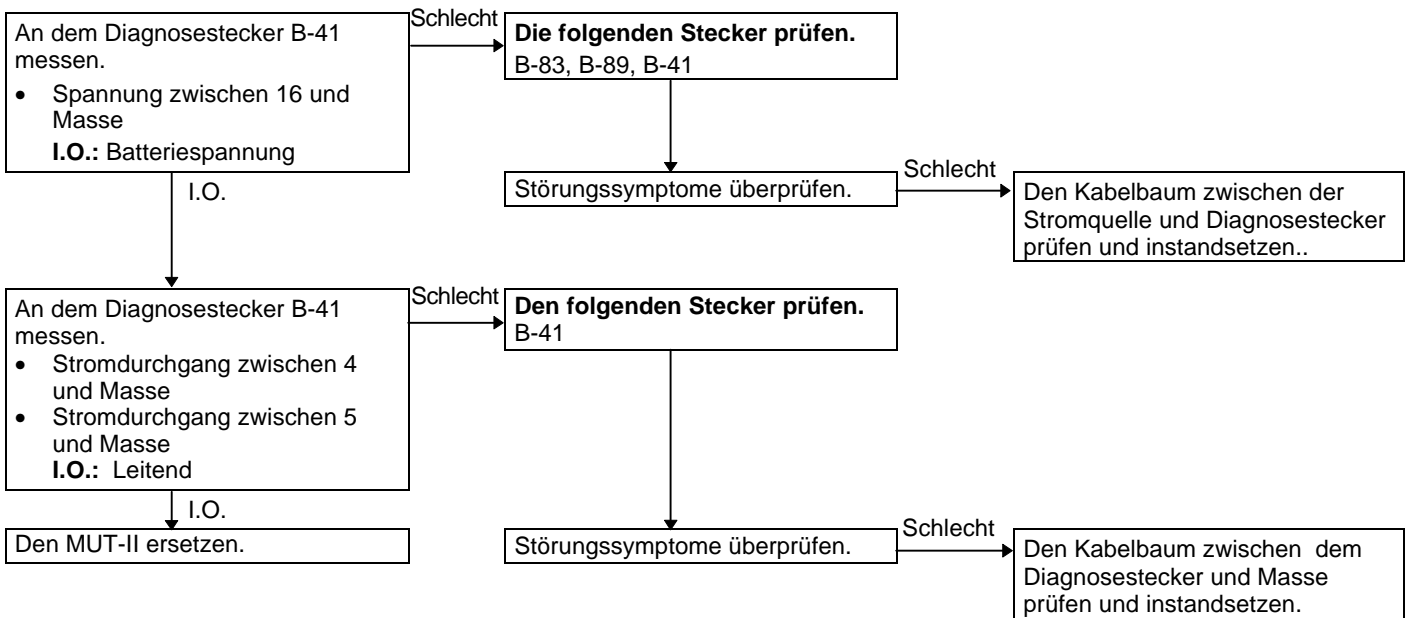 An dem Diagnosestecker B-41
messen.
• Spannung zwischen 16 und
Masse
I.O.: Batteriespannung
Schlecht
Die folgenden Stecker prüfen.
B-83, B-89, B-41
I.O.
Störungssymptome überprüfen.
Schlecht
Den Kabelbaum zwischen der
Stromquelle und Diagnosestecker
prüfen und instandsetzen..
An dem Diagnosestecker B-41
messen.
• Stromdurchgang zwischen 4
und Masse
• Stromdurchgang zwischen 5
und Masse
I.O.: Leitend
Schlecht
Den folgenden Stecker prüfen.
B-41
I.O.
Den MUT-II ersetzen.
Störungssymptome überprüfen.
Schlecht
Den Kabelbaum zwischen dem
Diagnosestecker und Masse
prüfen und instandsetzen.